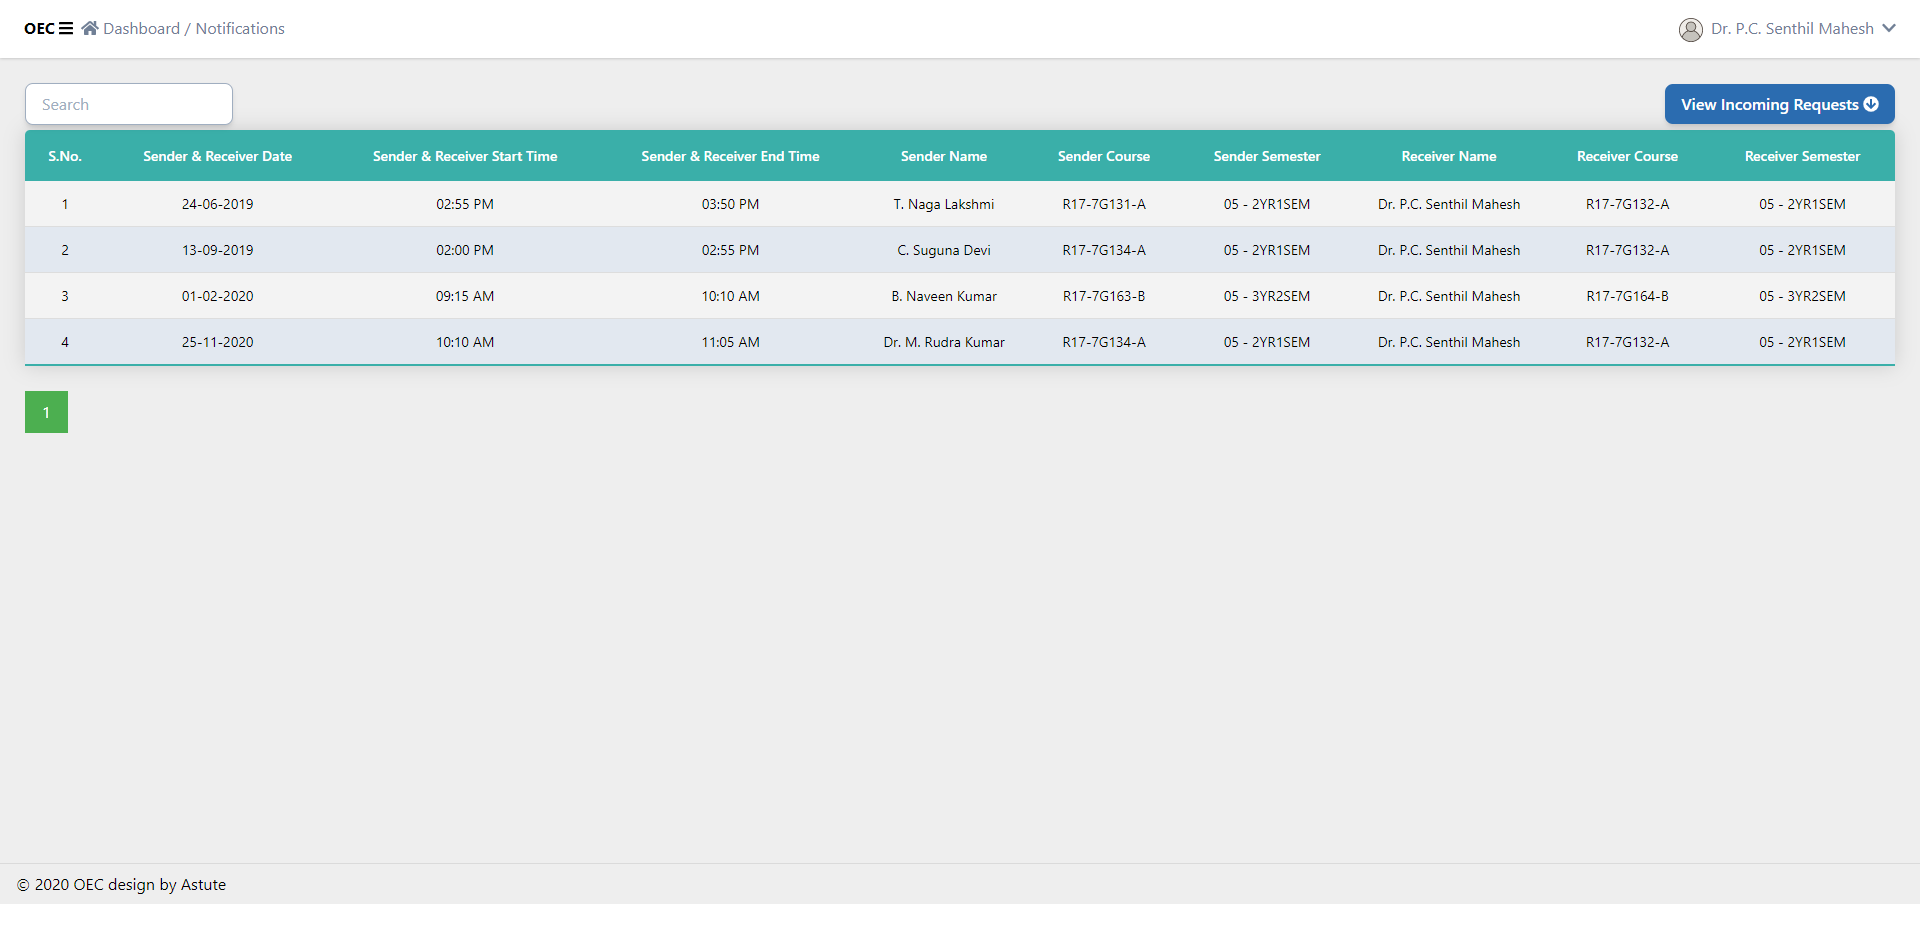 OEC Dashboard / Notifications Dr. P.C. Senthil Mahesh
Search View Incoming Requests
S.No. Sender & Receiver Date Sender & Receiver Start Time Sender & Receiver End Time Sender Name Sender Course Sender Semester Receiver Name Receiver Course Receiver Semester
1 24-06-2019 02:55 PM 03:50 PM T. Naga Lakshmi R17-7G131-A 05 - 2YR1SEM Dr. P.C. Senthil Mahesh R17-7G132-A 05 - 2YR1SEM
2 13-09-2019 02:00 PM 02:55 PM C. Suguna Devi R17-7G134-A 05 - 2YR1SEM Dr. P.C. Senthil Mahesh R17-7G132-A 05 - 2YR1SEM
3 01-02-2020 09:15 AM 10:10 AM B. Naveen Kumar R17-7G163-B 05 - 3YR2SEM Dr. P.C. Senthil Mahesh R17-7G164-B 05 - 3YR2SEM
4 25-11-2020 10:10 AM 11:05 AM Dr. M. Rudra Kumar R17-7G134-A 05 - 2YR1SEM Dr. P.C. Senthil Mahesh R17-7G132-A 05 - 2YR1SEM
1
© 2020 OEC design by Astute